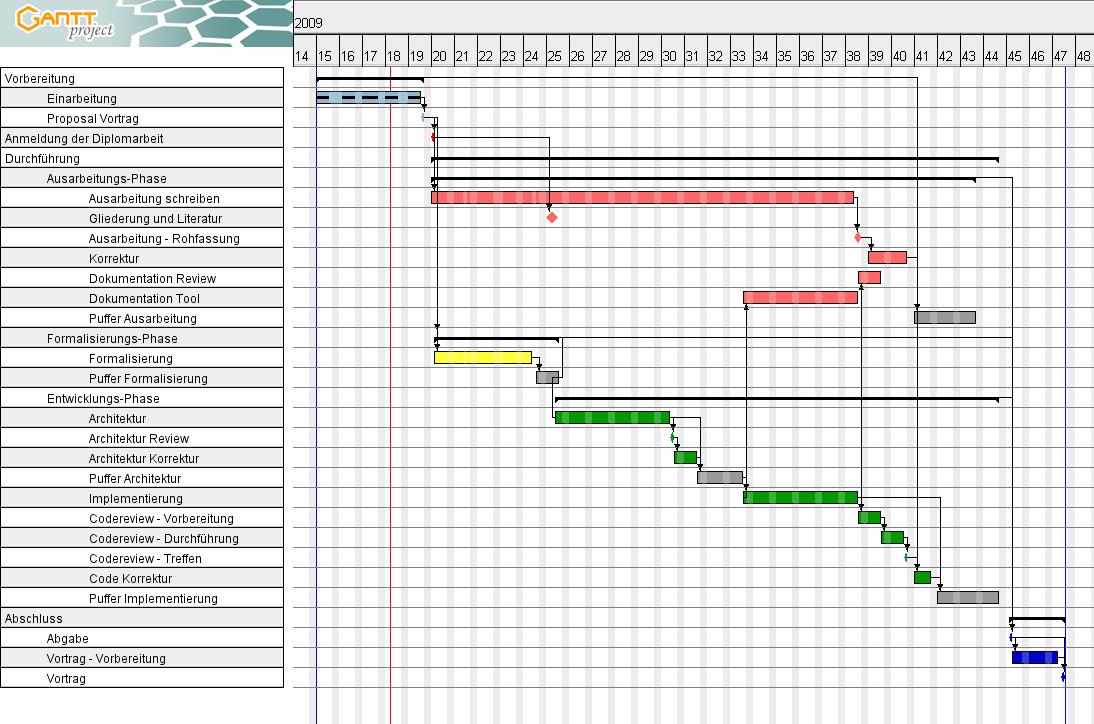 GANTT
project
2009
14 15 16 17 18 19 20 21 22 23 24 25 26 27 28 29 30 31 32 33 34 35 36 37 38 39 40 41 42 43 44 45 46 47 48
Vorbereitung
Einarbeitung
Proposal Vortrag
Anmeldung der Diplomarbeit
Durchführung
Ausarbeitungs-Phase
Ausarbeitung schreiben
Gliederung und Literatur
Ausarbeitung - Rohfassung
Korrektur
Dokumentation Review
Dokumentation Tool
Puffer Ausarbeitung
Formalisierungs-Phase
Formalisierung
Puffer Formalisierung
Entwicklungs-Phase
Architektur
Architektur Review
Architektur Korrektur
Puffer Architektur
Implementierung
Codereview - Vorbereitung
Codereview - Durchführung
Codereview - Treffen
Code Korrektur
Puffer Implementierung
Abschluss
Abgabe
Vortrag - Vorbereitung
Vortrag